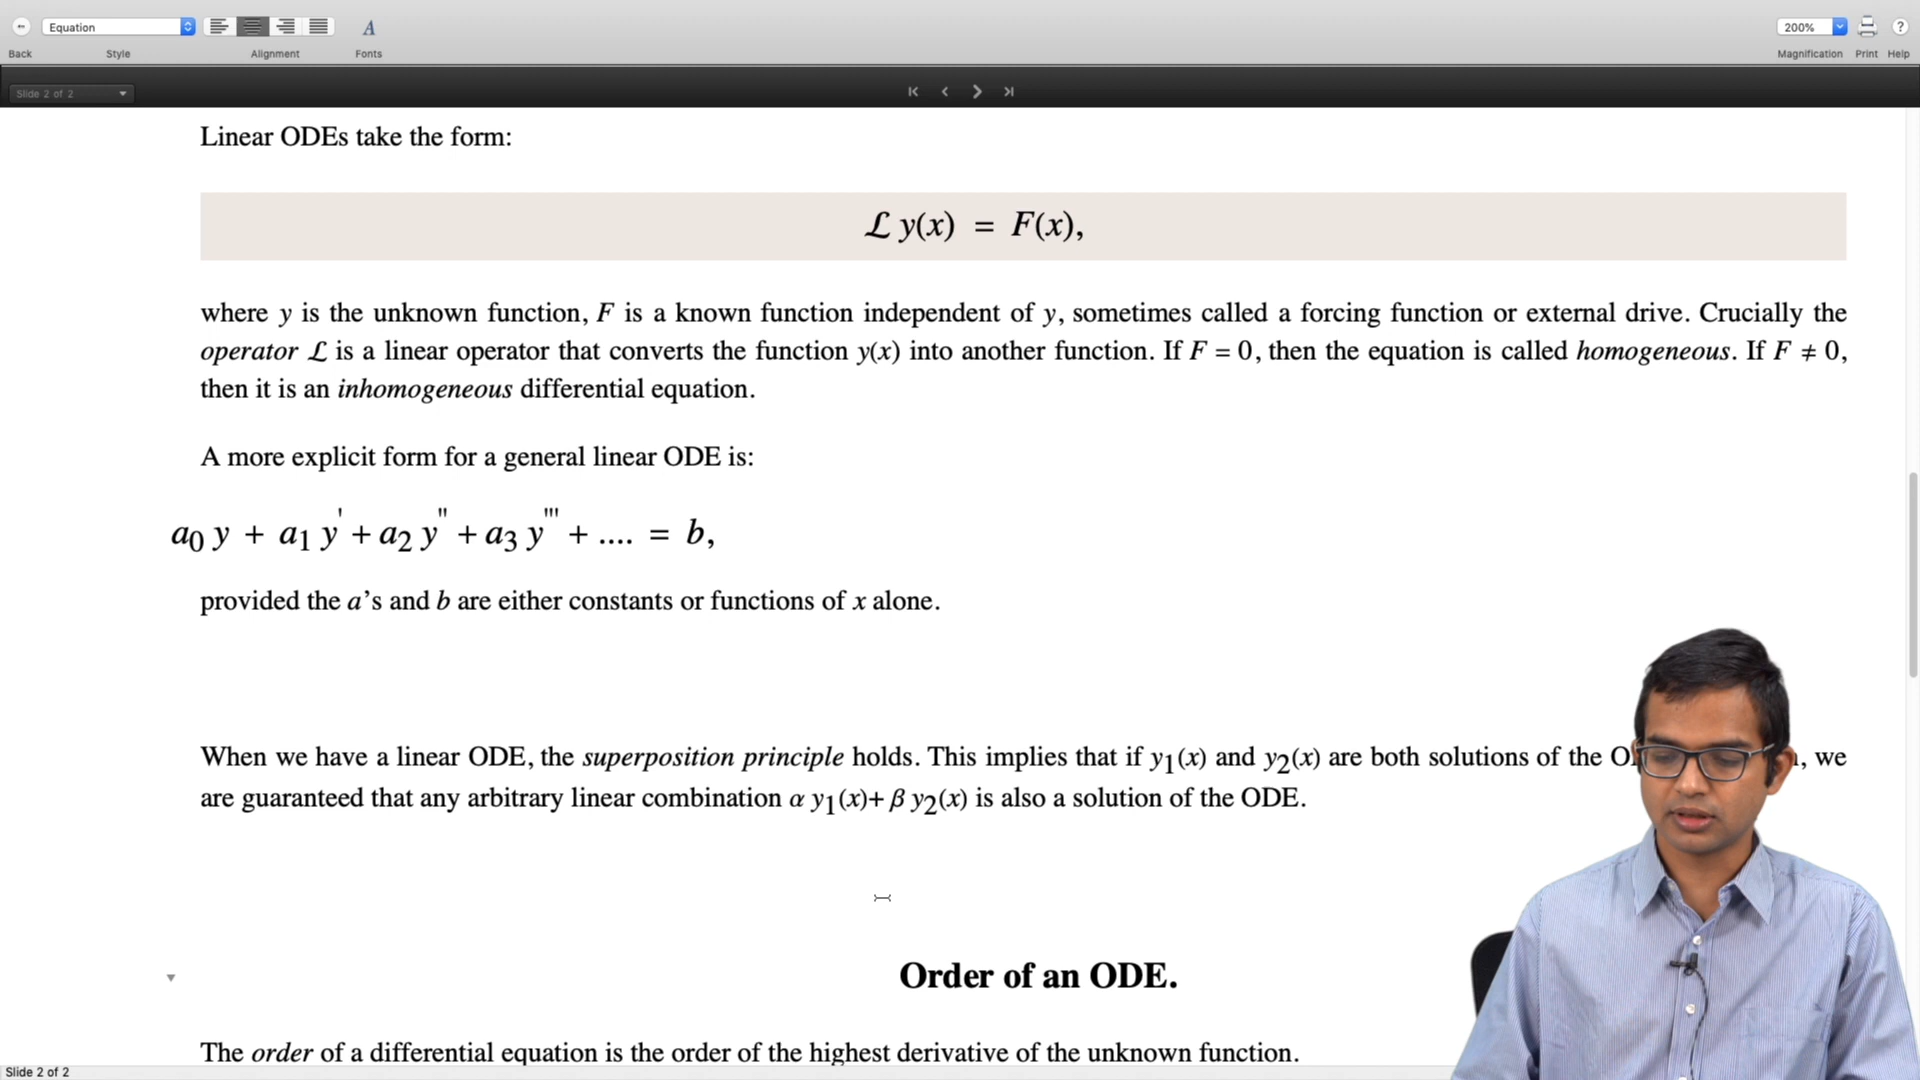 Equation
200%
Back
Style
Alignment
Fonts
Magnification
Print
Help
Slide 2 of 2
Linear ODEs take the form:
ℒ y(x) = F(x),
where y is the unknown function, F is a known function independent of y, sometimes called a forcing function or external drive. Crucially the
operator ℒ is a linear operator that converts the function y(x) into another function. If F = 0, then the equation is called homogeneous. If F ≠ 0,
then it is an inhomogeneous differential equation.
A more explicit form for a general linear ODE is:
a₀ y + a₁ y' + a₂ y'' + a₃ y''' + .... = b,
provided the a's and b are either constants or functions of x alone.
When we have a linear ODE, the superposition principle holds. This implies that if y₁(x) and y₂(x) are both solutions of the we
are guaranteed that any arbitrary linear combination α y₁(x)+ β y₂(x) is also a solution of the ODE.
Order of an ODE.
The order of a differential equation is the order of the highest derivative of the unknown function.
Slide 2 of 2